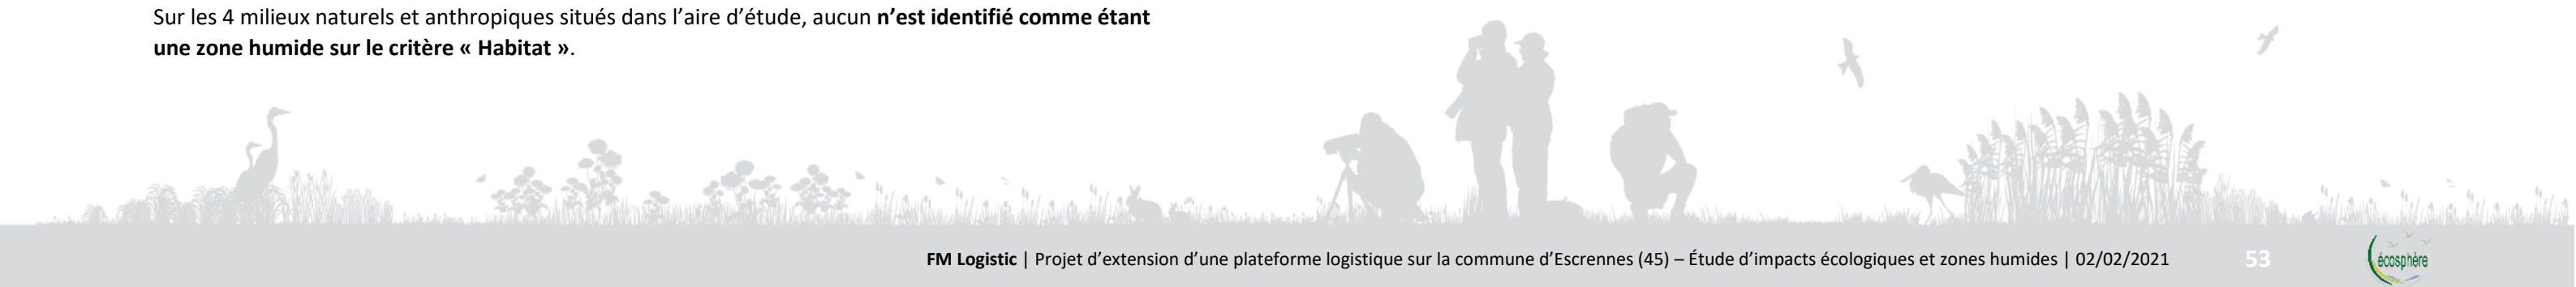 Sur les 4 milieux naturels et anthropiques situés dans l’aire d’étude, aucun n’est identifié comme étant
une zone humide sur le critère « Habitat ».
FM Logistic | Projet d’extension d’une plateforme logistique sur la commune d’Escrennes (45) – Étude d’impacts écologiques et zones humides | 02/02/2021
53
écosphère